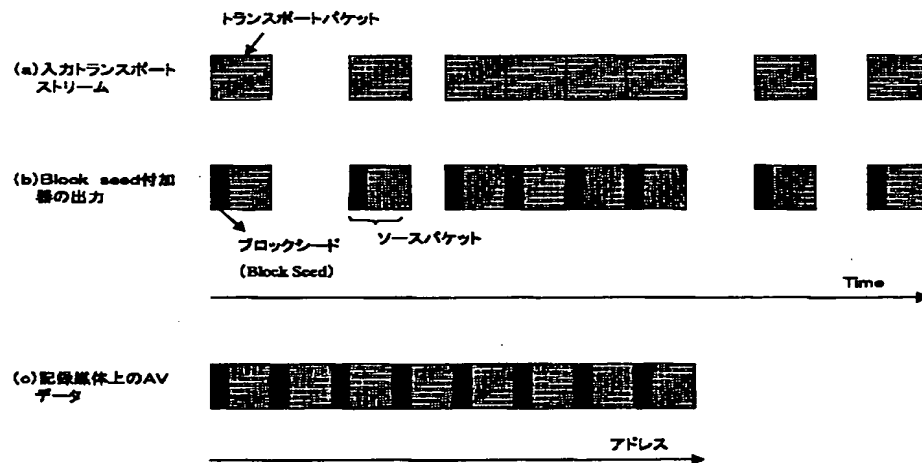 トランスポートパケット
(a)入力トランスポート
ストリーム
(b)Block seed付加
器の出力
ブロックシード
(Block Seed)
ソースパケット
Time
(c)記録媒体上のAV
データ
アドレス